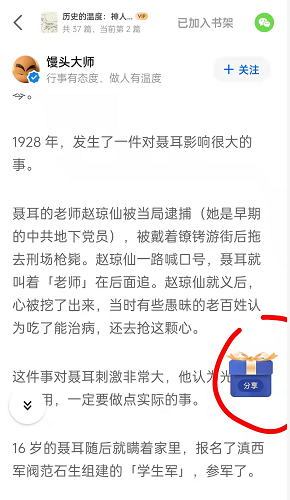 历史的温度：神人...
VIP
共 37 篇，当前第 2 篇
已加入书架
馒头大师
行事有态度，做人有温度
+ 关注
1928 年，发生了一件对聂耳影响很大的
事。
聂耳的老师赵琼仙被当局逮捕（她是早期
的中共地下党员），被戴着镣铐游街后拖
去刑场枪毙。赵琼仙一路喊口号，聂耳就
叫着「老师」在后面追。赵琼仙就义后，
心被挖了出来，当时有些愚昧的老百姓认
为吃了能治病，还去抢这颗心。
分享
这件事对聂耳刺激非常大，他认为光
用，一定要做点实际的事。
16 岁的聂耳随后就瞒着家里，报名了滇西
军阀范石生组建的「学生军」，参军了。